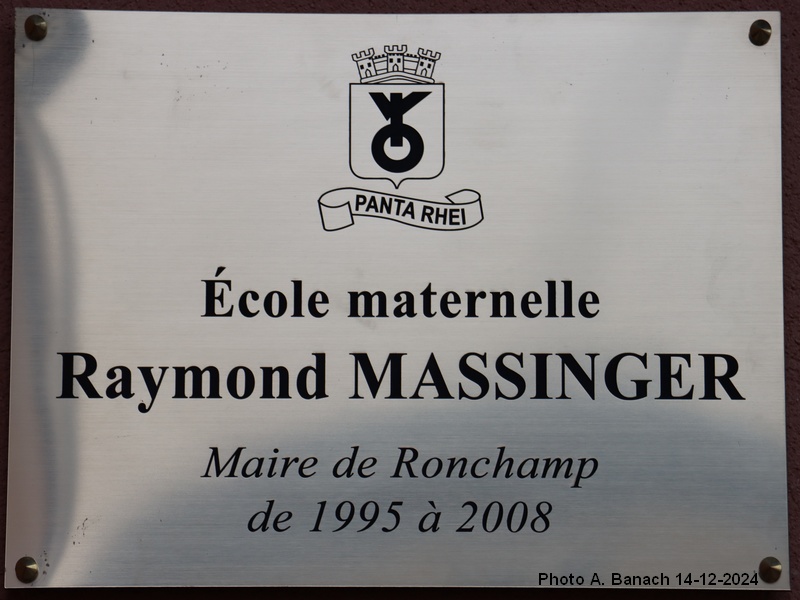 PANTA RHEI
École maternelle
Raymond MASSINGER
Maire de Ronchamp
de 1995 à 2008
Photo A. Banach 14-12-2024